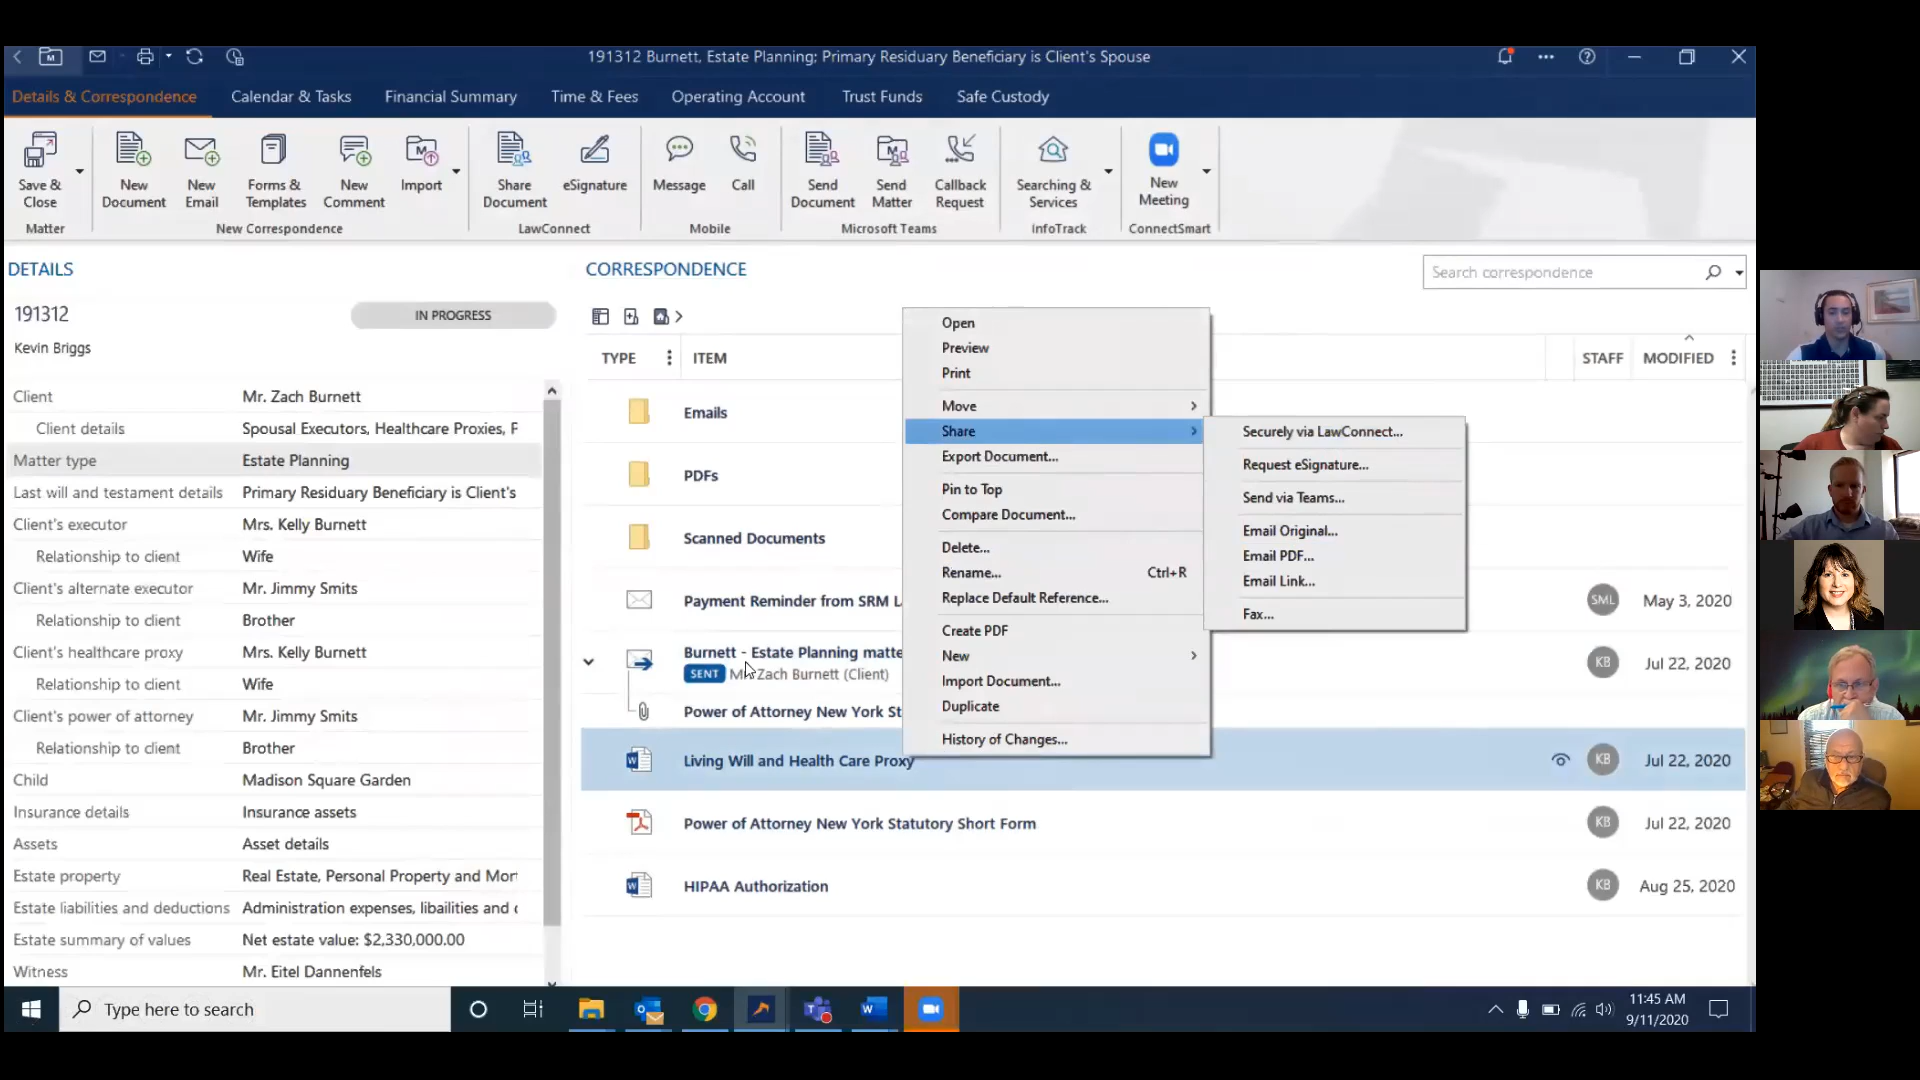 191312 Burnett, Estate Planning; Primary Residuary Beneficiary is Client's Spouse
Details & Correspondence
Calendar & Tasks
Financial Summary
Time & Fees
Operating Account
Trust Funds
Safe Custody
Save & Close
New Document
New Email
Forms & Templates
New Comment
Import
Share Document
eSignature
Message
Call
Send Document
Send Matter
Callback Request
Searching & Services
New Meeting
Matter
New Correspondence
LawConnect
Mobile
Microsoft Teams
InfoTrack
ConnectSmart
DETAILS
191312
IN PROGRESS
Kevin Briggs
Client Mr. Zach Burnett
Client details Spousal Executors, Healthcare Proxies, P
Matter type Estate Planning
Last will and testament details Primary Residuary Beneficiary is Client's
Client's executor Mrs. Kelly Burnett
Relationship to client Wife
Client's alternate executor Mr. Jimmy Smits
Relationship to client Brother
Client's healthcare proxy Mrs. Kelly Burnett
Relationship to client Wife
Client's power of attorney Mr. Jimmy Smits
Relationship to client Brother
Child Madison Square Garden
Insurance details Insurance assets
Assets Asset details
Estate property Real Estate, Personal Property and Mor
Estate liabilities and deductions Administration expenses, libailities and
Estate summary of values Net estate value: $2,330,000.00
Witness Mr. Eitel Dannenfels
CORRESPONDENCE
Search correspondence
TYPE ITEM STAFF MODIFIED
Emails
PDFs
Scanned Documents
Payment Reminder from SRM L SML May 3, 2020
Burnett - Estate Planning matte KB Jul 22, 2020
SENT Mr. Zach Burnett (Client)
Power of Attorney New York St
Living Will and Health Care Proxy KB Jul 22, 2020
Power of Attorney New York Statutory Short Form KB Jul 22, 2020
HIPAA Authorization KB Aug 25, 2020
Open
Preview
Print
Move
Share
Export Document...
Pin to Top
Compare Document...
Delete...
Rename... Ctrl+R
Replace Default Reference...
Create PDF
New
Import Document...
Duplicate
History of Changes...
Securely via LawConnect...
Request eSignature...
Send via Teams...
Email Original...
Email PDF...
Email Link...
Fax...
Type here to search
11:45 AM
9/11/2020